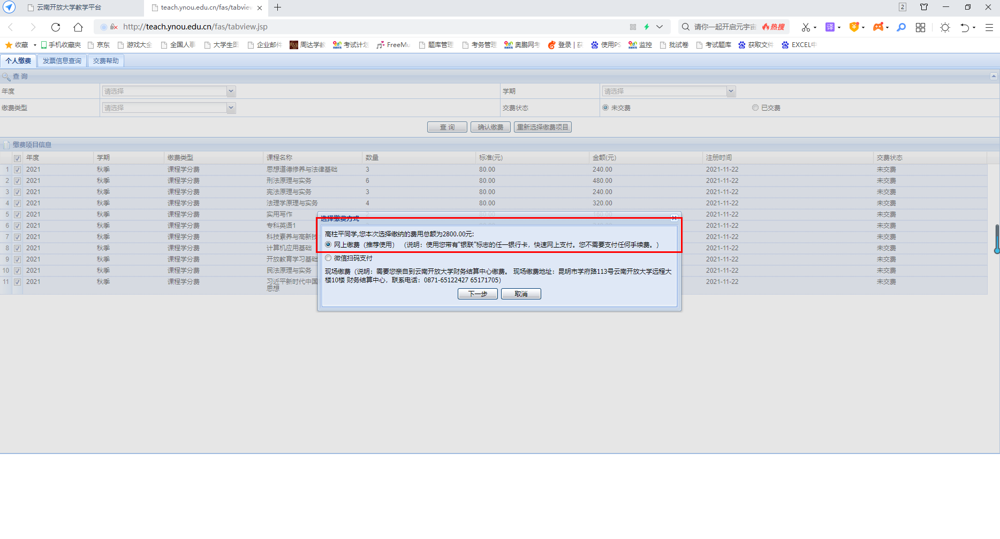 云南开放大学教学平台
teach.ynou.edu.cn/fas/tabview
2
http://teach.ynou.edu.cn/fas/tabview.jsp
请你一起开启元宇宙
热搜
译
收藏 手机收藏夹 京东 游戏大全 全国人事 大学生医 企业邮件 周达学教 考试计划 FreeMu 题库管理 考务管理 奥鹏网考 登录 | 获 使用PS 监控 批试卷 考试题库 获取文件 EXCEL中
个人缴费 发票信息查询 交费帮助
查 询
年度 请选择 学期 请选择
缴费类型 请选择 交费状态 未交费 已交费
查 询 确认缴费 重新选择缴费项目
缴费项目信息
年度 学期 缴费类型 课程名称 数量 标准(元) 金额(元) 注册时间 交费状态
1 2021 秋季 课程学分费 思想道德修养与法律基础 3 80.00 240.00 2021-11-22 未交费
2 2021 秋季 课程学分费 刑法原理与实务 6 80.00 480.00 2021-11-22 未交费
3 2021 秋季 课程学分费 宪法原理与实务 3 80.00 240.00 2021-11-22 未交费
4 2021 秋季 课程学分费 法理学原理与实务 4 80.00 320.00 2021-11-22 未交费
5 2021 秋季 课程学分费 实用写作 2 80.00 160.00 2021-11-22 未交费
6 2021 秋季 课程学分费 专科英语1 2021-11-22 未交费
7 2021 秋季 课程学分费 科技素养与高新技 2021-11-22 未交费
8 2021 秋季 课程学分费 计算机应用基础 2021-11-22 未交费
9 2021 秋季 课程学分费 开放教育学习基础 2021-11-22 未交费
10 2021 秋季 课程学分费 民法原理与实务 2021-11-22 未交费
11 2021 秋季 课程学分费 习近平新时代中国 2021-11-22 未交费
思想
选择缴费方式
高柱平同学,您本次选择缴纳的费用总额为2800.00元:
网上缴费（推荐使用） （说明：使用您带有“银联”标志的任一银行卡，快速网上支付。您不需要支付任何手续费。）
微信扫码支付
现场缴费（说明：需要您亲自到云南开放大学财务结算中心缴费。 现场缴费地址：昆明市学府路113号云南开放大学远程大
楼10楼 财务结算中心，联系电话：0871-65122427 65171705）
下一步 取消